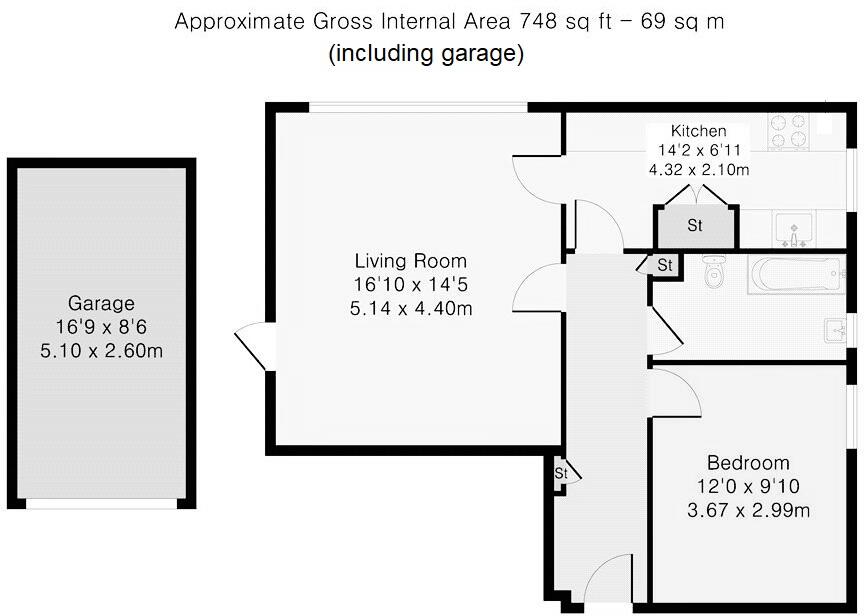 Approximate Gross Internal Area 748 sq ft – 69 sq m
(including garage)
Kitchen
14'2 x 6'11
4.32 x 2.10m
St
Living Room
16'10 x 14'5
5.14 x 4.40m
St
Garage
16'9 x 8'6
5.10 x 2.60m
St
Bedroom
12'0 x 9'10
3.67 x 2.99m